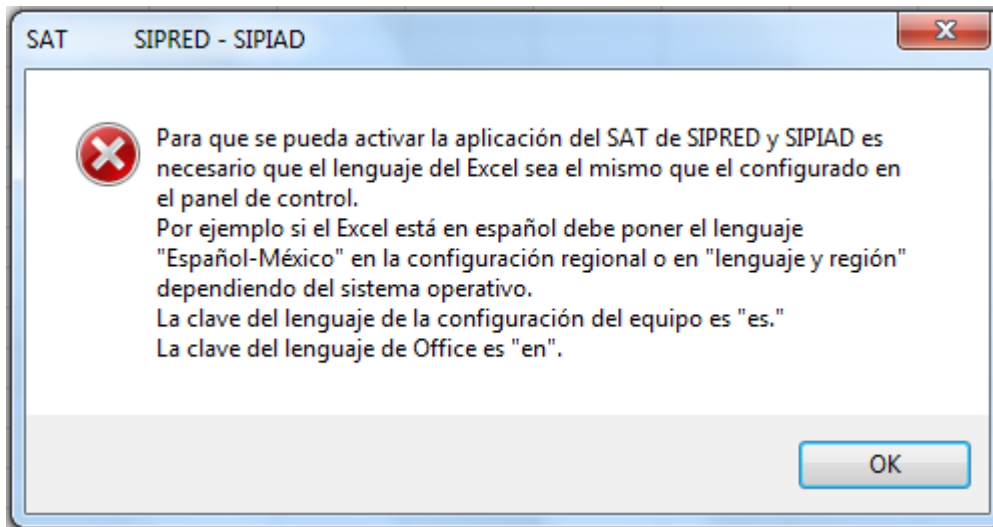 SAT SIPRED - SIPIAD
Para que se pueda activar la aplicación del SAT de SIPRED y SIPIAD es
necesario que el lenguaje del Excel sea el mismo que el configurado en
el panel de control.
Por ejemplo si el Excel está en español debe poner el lenguaje
"Español-México" en la configuración regional o en "lenguaje y región"
dependiendo del sistema operativo.
La clave del lenguaje de la configuración del equipo es "es."
La clave del lenguaje de Office es "en".
OK